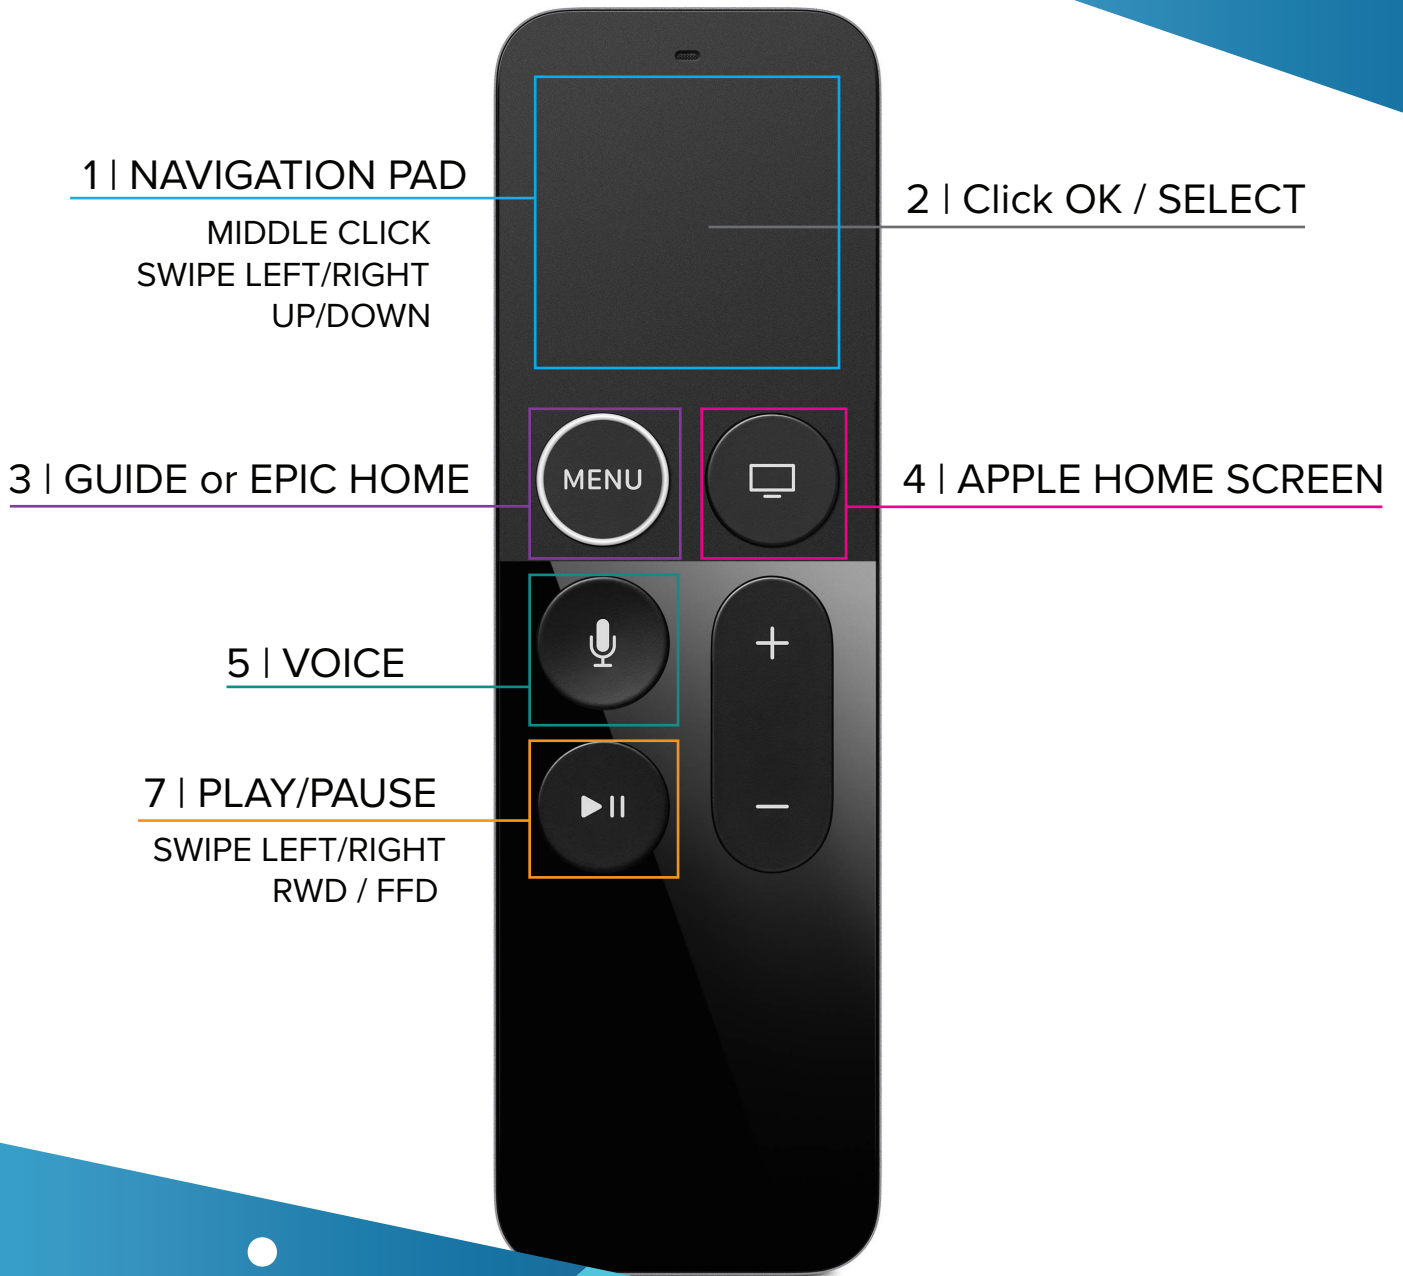 1 | NAVIGATION PAD
MIDDLE CLICK
SWIPE LEFT/RIGHT
UP/DOWN
2 | Click OK / SELECT
3 | GUIDE or EPIC HOME
MENU
4 | APPLE HOME SCREEN
5 | VOICE
+
7 | PLAY/PAUSE
SWIPE LEFT/RIGHT
RWD / FFD
−